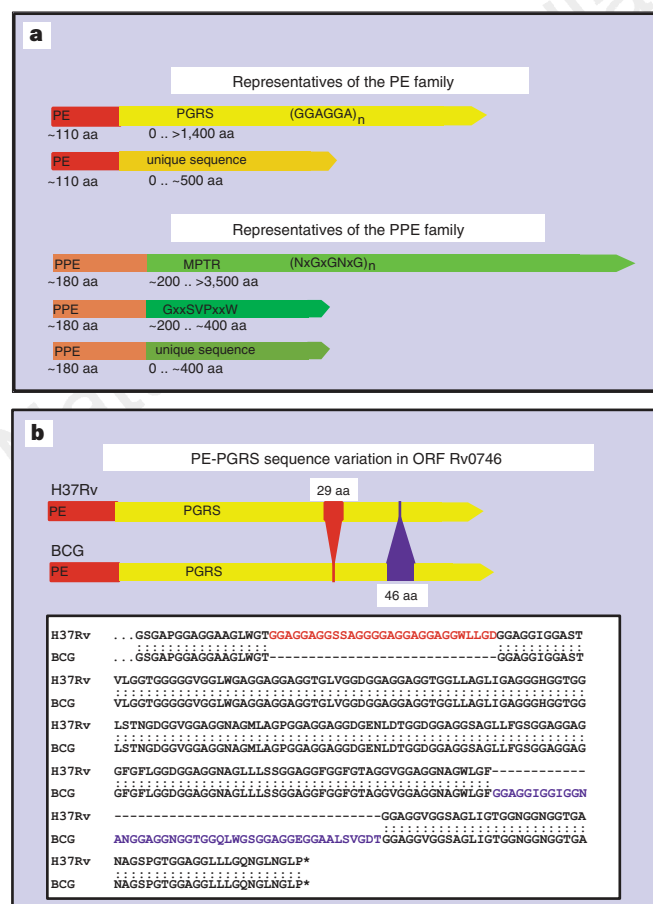 a
Representatives of the PE family
PE PGRS (GGAGGA)n
~110 aa 0 .. >1,400 aa
PE unique sequence
~110 aa 0 .. ~500 aa
Representatives of the PPE family
PPE MPTR (NxGxGNxG)n
~180 aa ~200 .. >3,500 aa
PPE GxxSVPxxW
~180 aa ~200 .. ~400 aa
PPE unique sequence
~180 aa 0 .. ~400 aa
b
PE-PGRS sequence variation in ORF Rv0746
H37Rv 29 aa
PE PGRS
BCG
PE PGRS
46 aa
H37Rv ...GSGAPGGAGGAAGLWGTGGAGGAGGSSAGGGGAGGAGGAGGWLLGDGGAGGIGGAST
BCG ...GSGAPGGAGGAAGLWGT-----------------------------GGAGGIGGAST
H37Rv VLGGTGGGGGVGGLWGAGGAGGAGGTGLVGGDGGAGGAGGTGGLLAGLIGAGGGHGGTGG
BCG VLGGTGGGGGVGGLWGAGGAGGAGGTGLVGGDGGAGGAGGTGGLLAGLIGAGGGHGGTGG
H37Rv LSTNGDGGVGGAGGNAGMLAGPGGAGGAGGDGENLDTGGDGGAGGSAGLLFGSGGAGGAG
BCG LSTNGDGGVGGAGGNAGMLAGPGGAGGAGGDGENLDTGGDGGAGGSAGLLFGSGGAGGAG
H37Rv GFGFLGGDGGAGGNAGLLLSSGGAGGFGGFGTAGGVGGAGGNAGWLGF------------
BCG GFGFLGGDGGAGGNAGLLLSSGGAGGFGGFGTAGGVGGAGGNAGWLGFGGAGGIGGIGGN
H37Rv ----------------------------------GGAGGVGGSAGLIGTGGNGGNGGTGA
BCG ANGGAGGNGGTGGQLWGSGGAGGEGGAALSVGDTGGAGGVGGSAGLIGTGGNGGNGGTGA
H37Rv NAGSPGTGGAGGLLLGQNGLNGLP*
BCG NAGSPGTGGAGGLLLGQNGLNGLP*